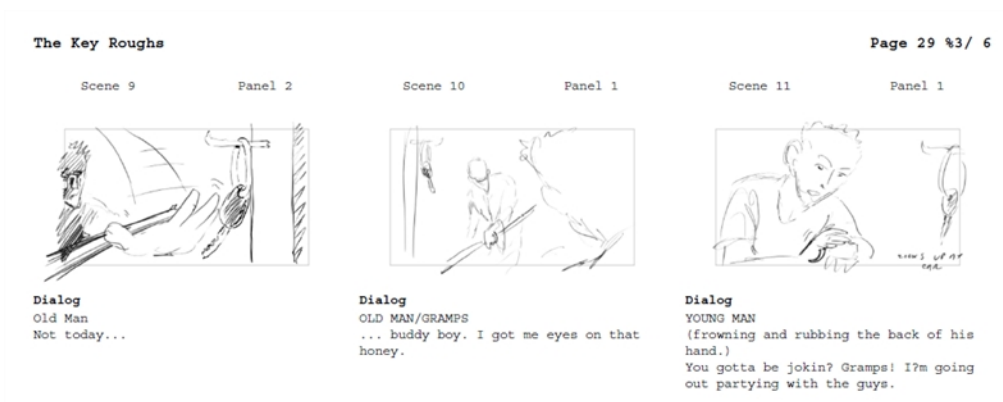 The Key Roughs
Page 29 %3/ 6
Scene 9
Panel 2
Scene 10
Panel 1
Scene 11
Panel 1
Dialog
Old Man
Not today...
Dialog
OLD MAN/GRAMPS
... buddy boy. I got me eyes on that
honey.
Dialog
YOUNG MAN
(frowning and rubbing the back of his
hand.)
You gotta be jokin? Gramps! I?m going
out partying with the guys.